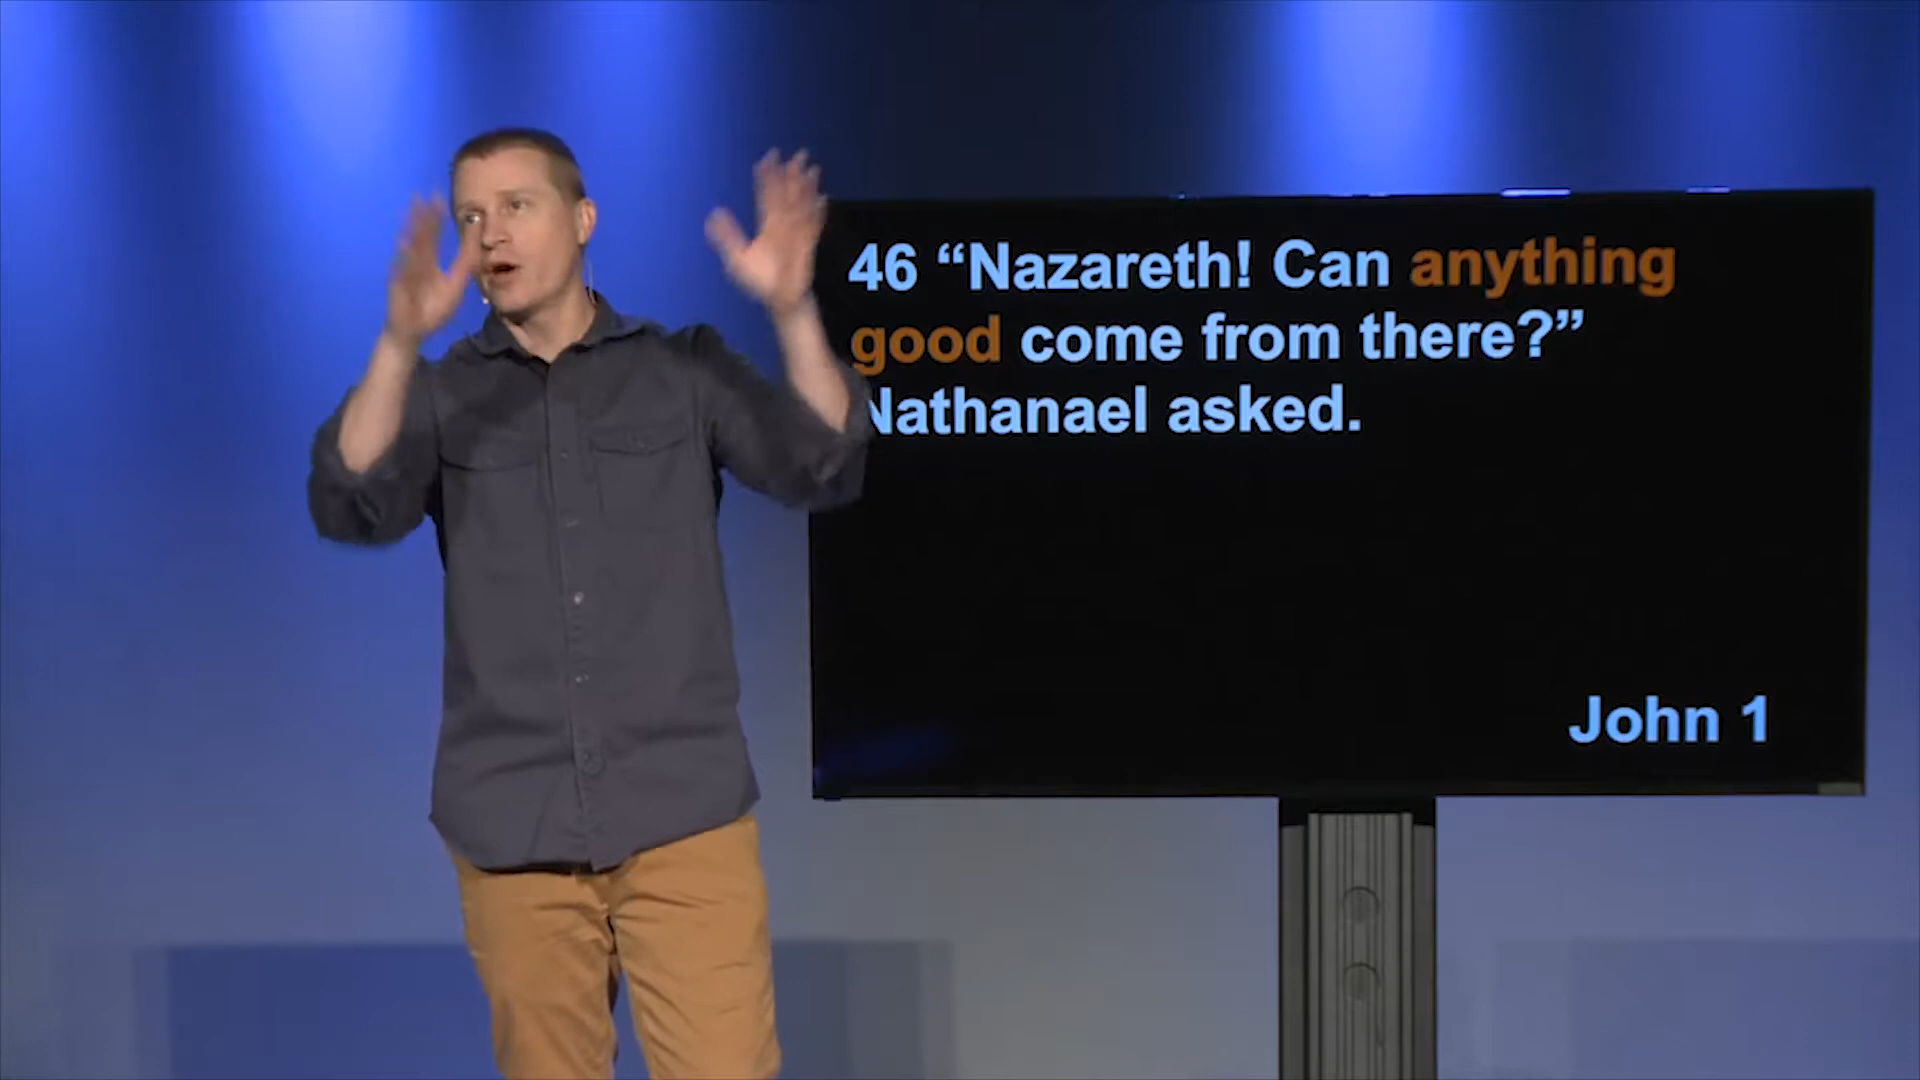 46 “Nazareth! Can anything
good come from there?”
Nathanael asked.
John 1